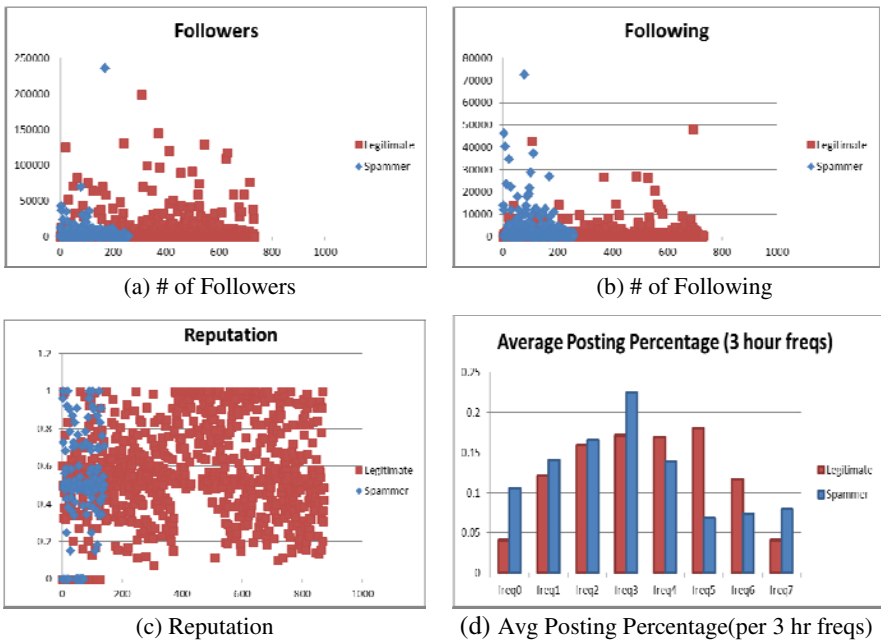 Followers
250000
200000
150000
100000
50000
0
0 200 400 600 800 1000
Legitimate
Spammer
(a) # of Followers
Following
80000
70000
60000
50000
40000
30000
20000
10000
0
0 200 400 600 800 1000
Legitimate
Spammer
(b) # of Following
Reputation
1.2
1
0.8
0.6
0.4
0.2
0
0 200 400 600 800 1000
Legitimate
Spammer
(c) Reputation
Average Posting Percentage (3 hour freqs)
0.25
0.2
0.15
0.1
0.05
0
freq0 freq1 freq2 freq3 freq4 freq5 freq6 freq7
Legitimate
Spammer
(d) Avg Posting Percentage(per 3 hr freqs)